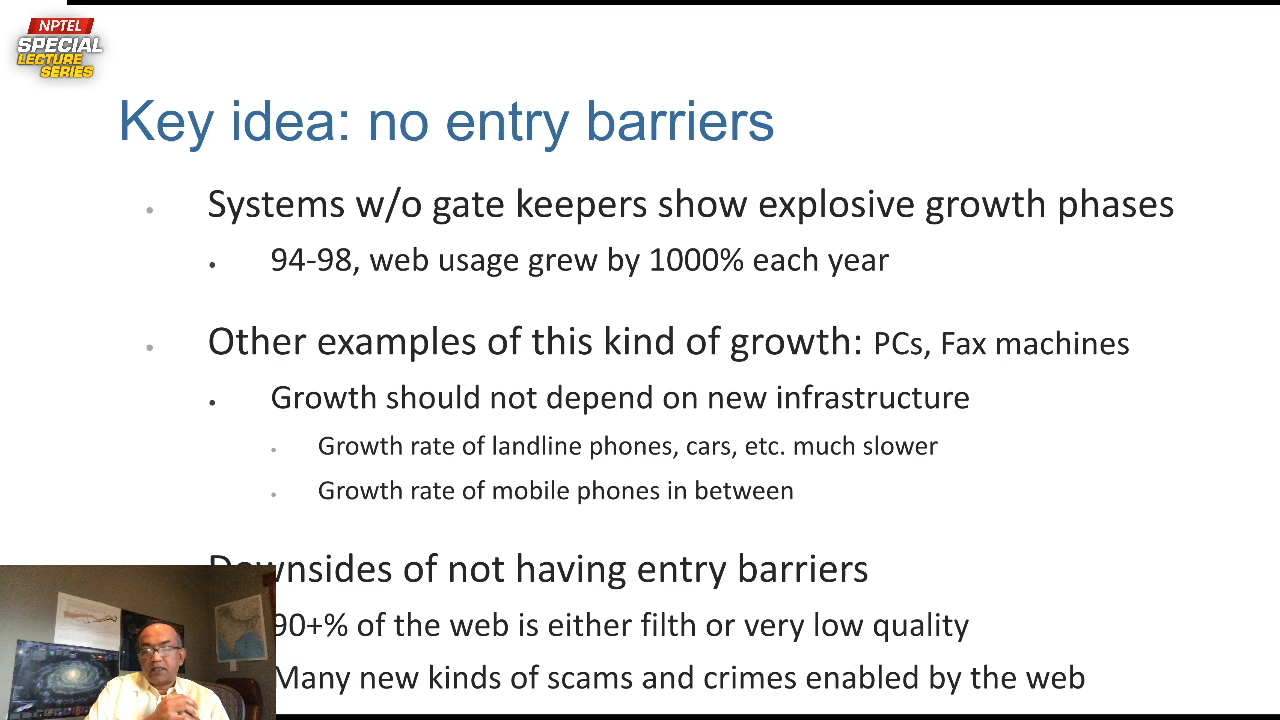 NPTEL
SPECIAL
LECTURE
SERIES
Key idea: no entry barriers
Systems w/o gate keepers show explosive growth phases
94-98, web usage grew by 1000% each year
Other examples of this kind of growth: PCs, Fax machines
Growth should not depend on new infrastructure
Growth rate of landline phones, cars, etc. much slower
Growth rate of mobile phones in between
Downsides of not having entry barriers
90+% of the web is either filth or very low quality
Many new kinds of scams and crimes enabled by the web